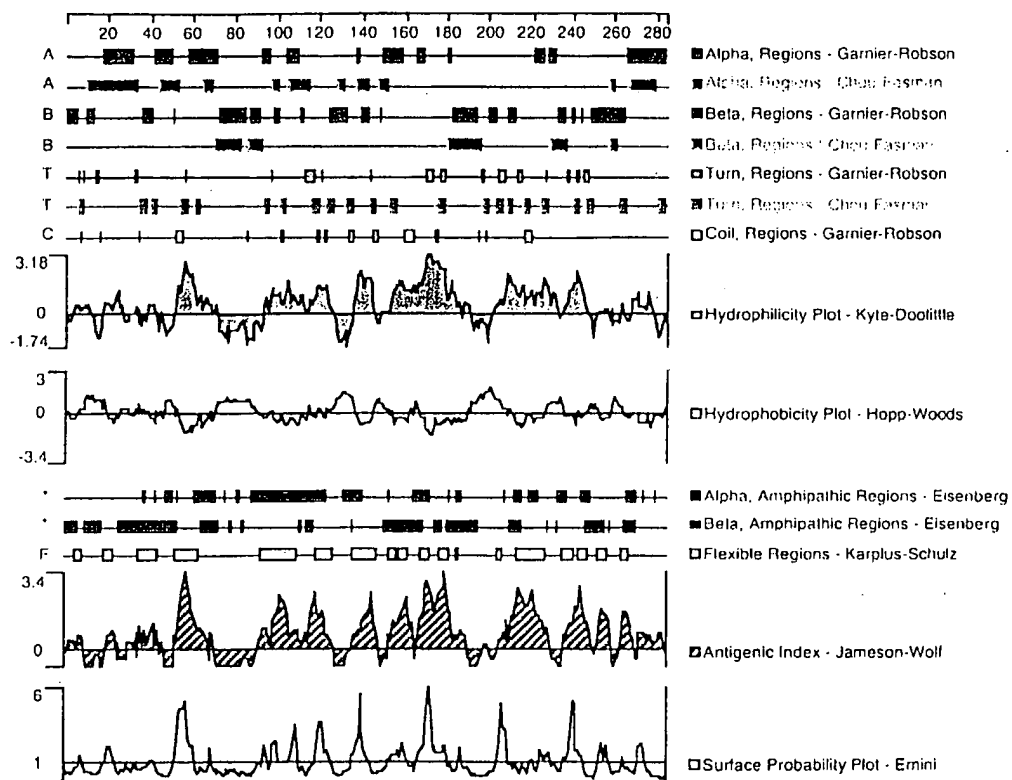 20 40 60 80 100 120 140 160 180 200 220 240 260 280
A Alpha, Regions - Garnier-Robson
A Alpha, Regions - Chou-Fasman
B Beta, Regions - Garnier-Robson
B Beta, Regions - Chou-Fasman
T Turn, Regions - Garnier-Robson
T Turn, Regions - Chou-Fasman
C Coil, Regions - Garnier-Robson
3.18
0 Hydrophilicity Plot - Kyte-Doolittle
-1.74
3
0 Hydrophobicity Plot - Hopp-Woods
-3.4
* Alpha, Amphipathic Regions - Eisenberg
* Beta, Amphipathic Regions - Eisenberg
F Flexible Regions - Karplus-Schulz
3.4
0 Antigenic Index - Jameson-Wolf
6
1 Surface Probability Plot - Emini